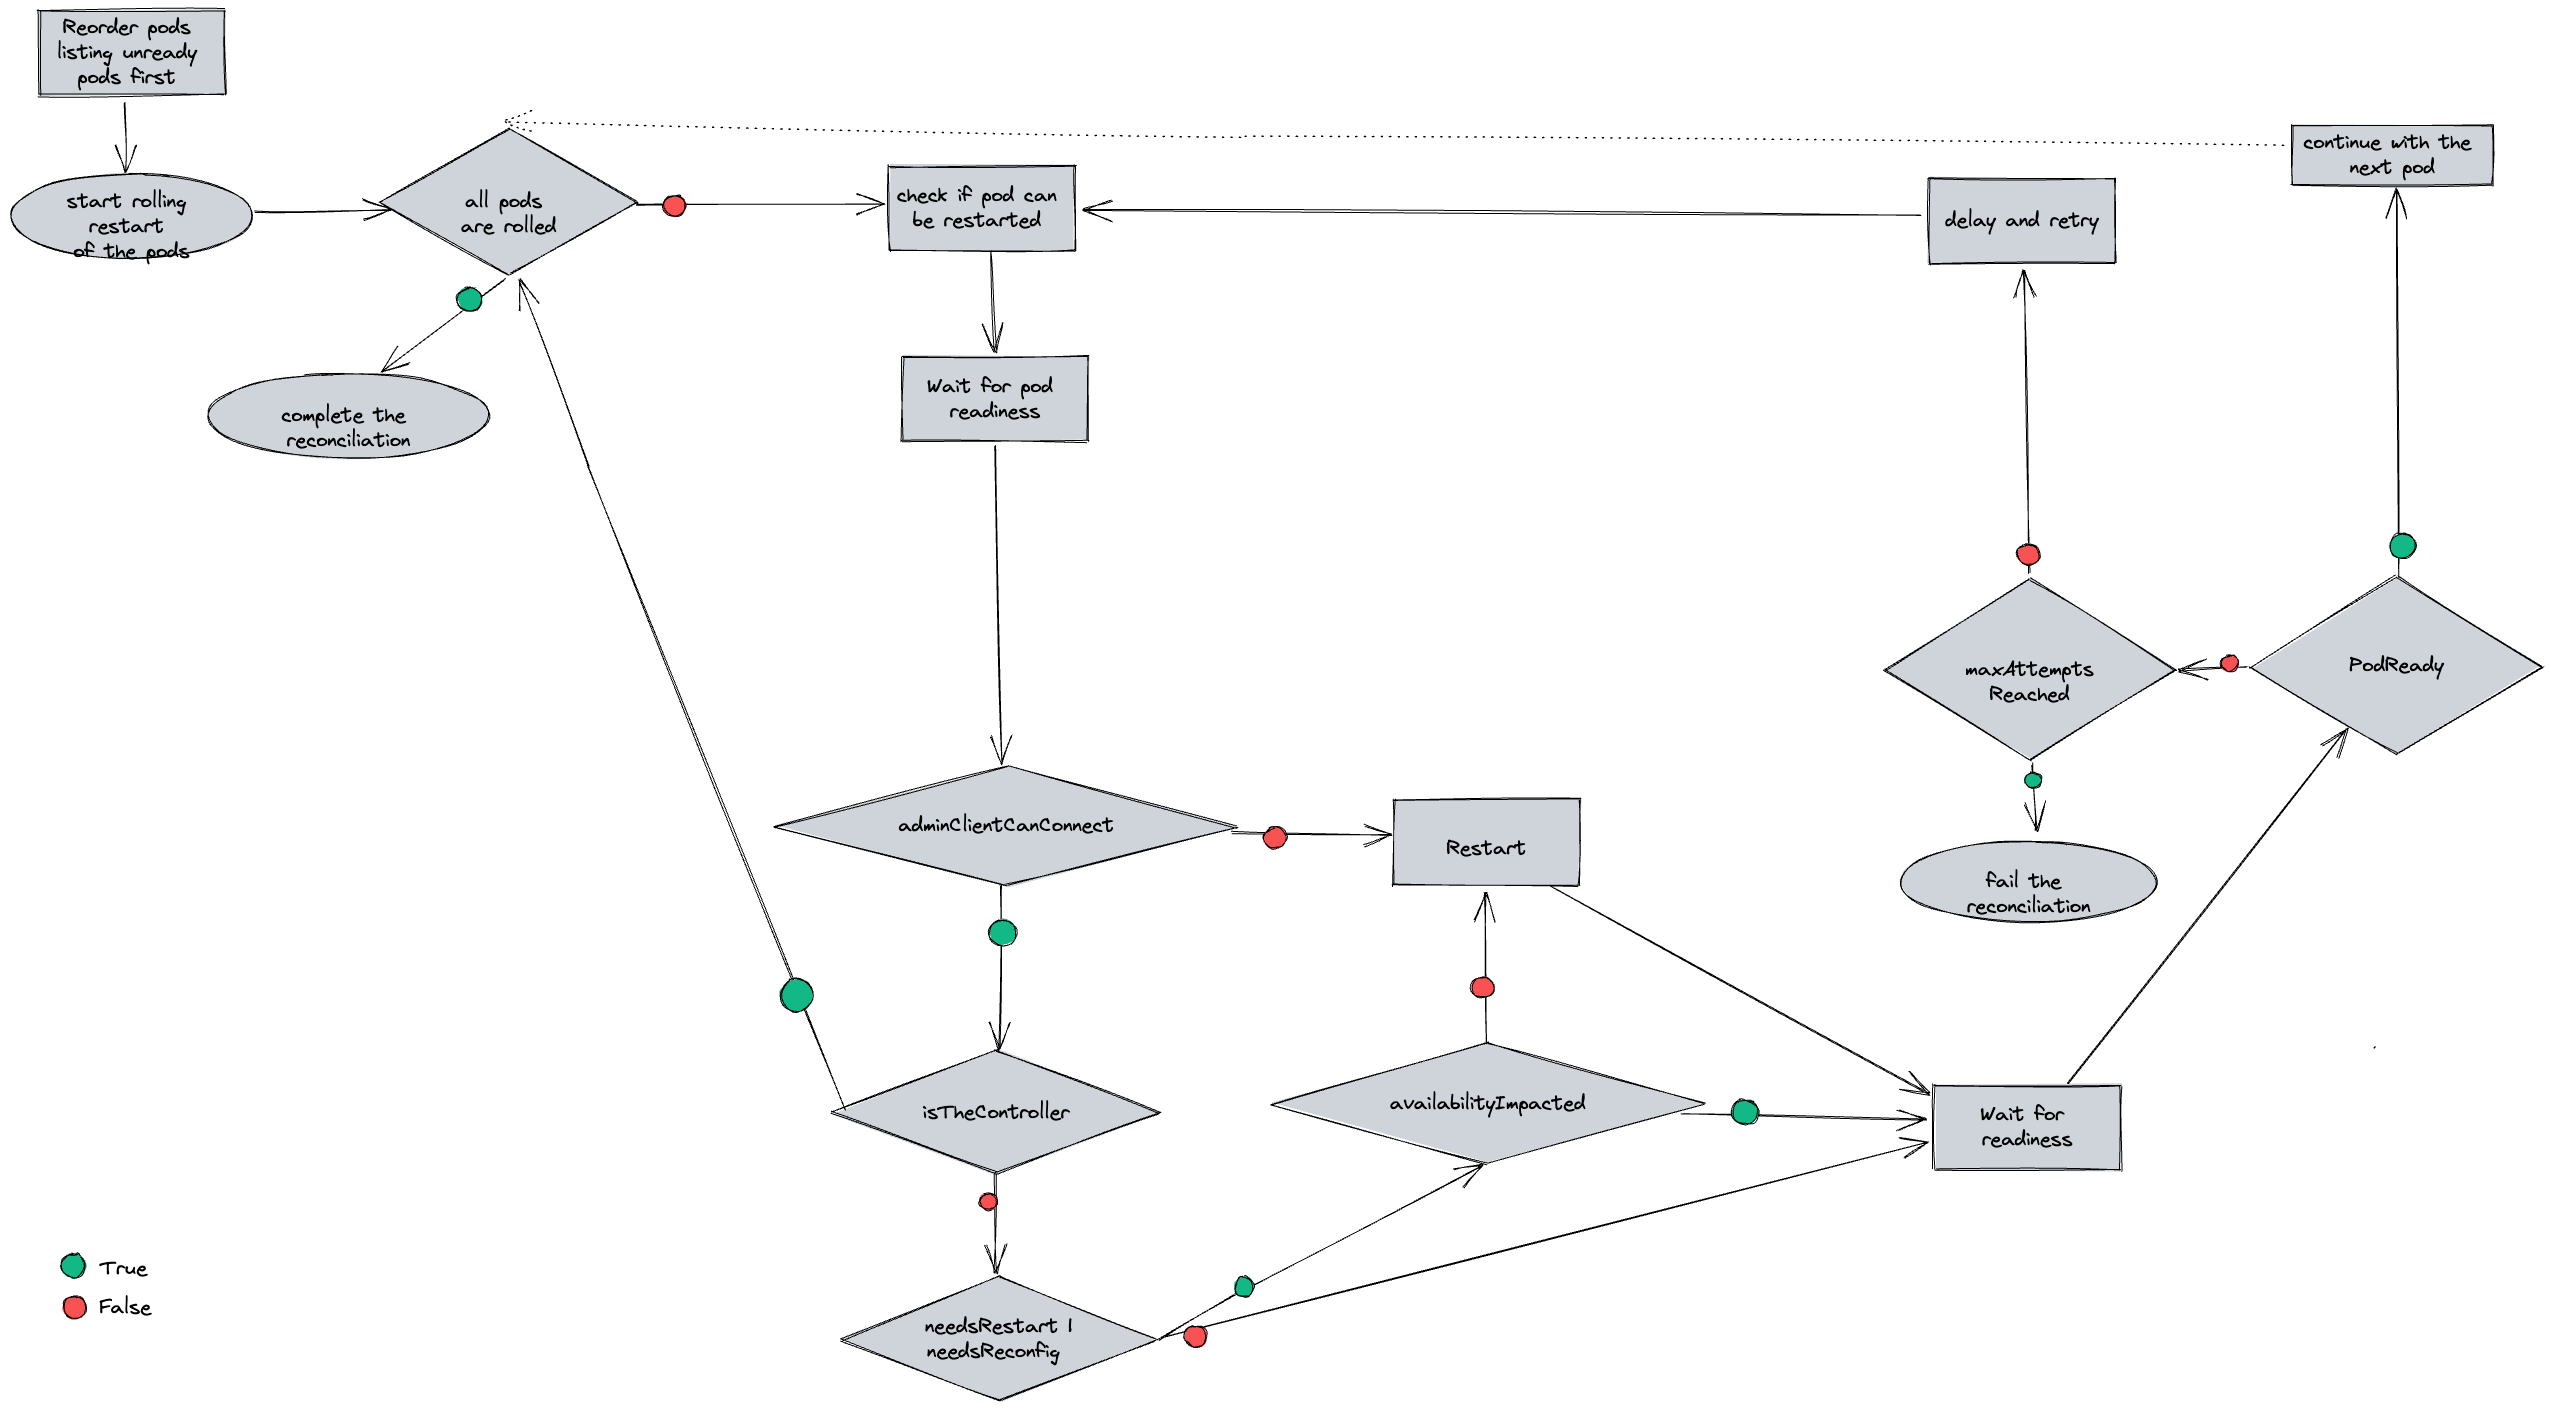 Reorder pods
listing unready
pods first
start rolling
restart
of the pods
all pods
are rolled
complete the
reconciliation
check if pod can
be restarted
Wait for pod
readiness
delay and retry
continue with the
next pod
maxAttempts
Reached
PodReady
fail the
reconciliation
adminClientCanConnect
Restart
isTheController
availabilityImpacted
Wait for
readiness
needsRestart |
needsReconfig
True
False